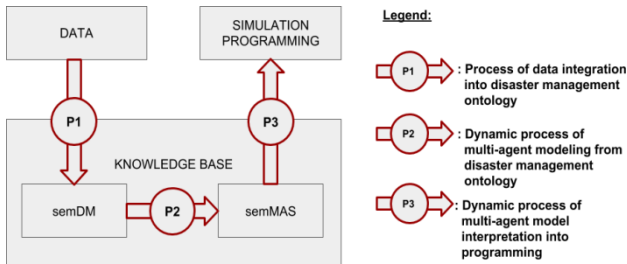 DATA
SIMULATION
PROGRAMMING
P1
P3
KNOWLEDGE BASE
semDM
P2
semMAS
Legend:
P1
: Process of data integration
into disaster management
ontology
P2
: Dynamic process of
multi-agent modeling from
disaster management
ontology
P3
: Dynamic process of
multi-agent model
interpretation into
programming